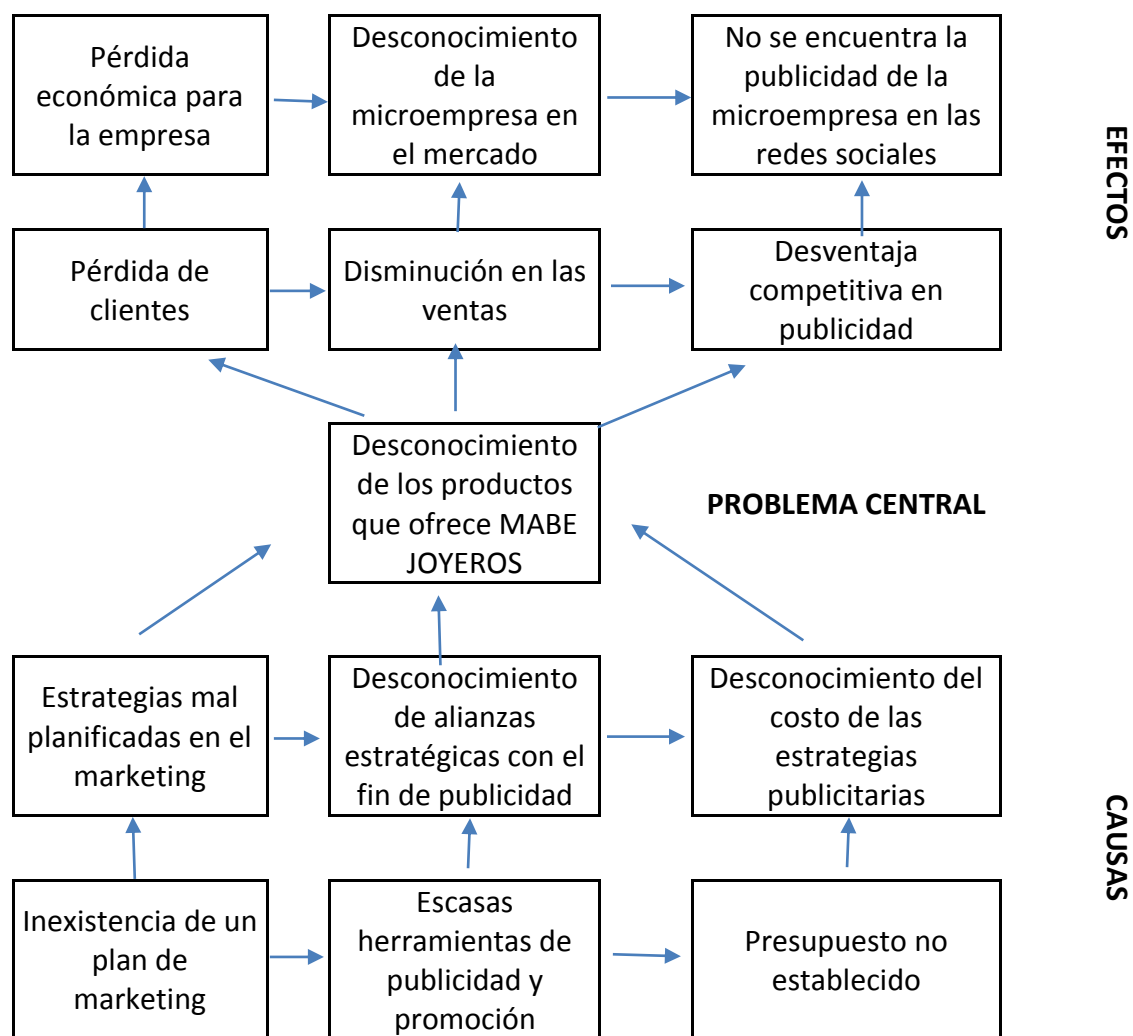 Pérdida
económica para
la empresa
Desconocimiento
de la
microempresa en
el mercado
No se encuentra la
publicidad de la
microempresa en las
redes sociales
EFECTOS
Pérdida de
clientes
Disminución en las
ventas
Desventaja
competitiva en
publicidad
Desconocimiento
de los productos
que ofrece MABE
JOYEROS
PROBLEMA CENTRAL
Estrategias mal
planificadas en el
marketing
Desconocimiento
de alianzas
estratégicas con el
fin de publicidad
Desconocimiento del
costo de las
estrategias
publicitarias
CAUSAS
Inexistencia de un
plan de
marketing
Escasas
herramientas de
publicidad y
promoción
Presupuesto no
establecido